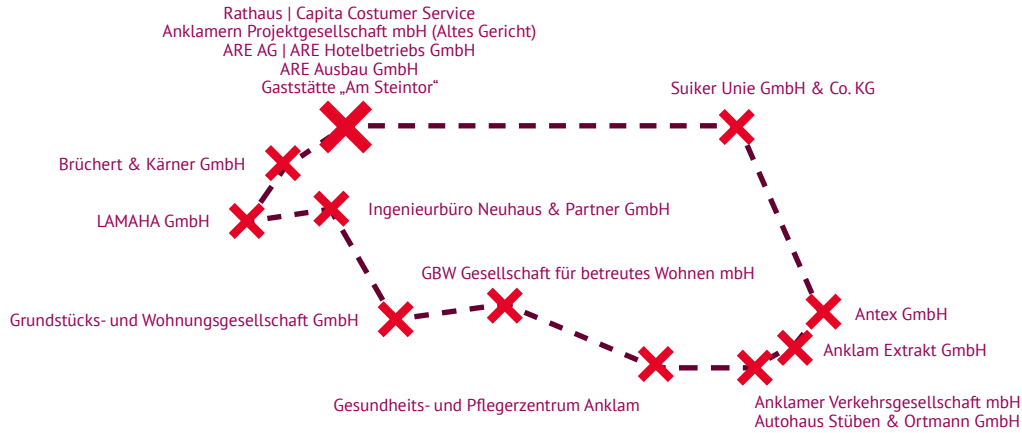 Rathaus | Capita Costumer Service
Anklamern Projektgesellschaft mbH (Altes Gericht)
ARE AG | ARE Hotelbetriebs GmbH
ARE Ausbau GmbH
Gaststätte „Am Steintor“
Suiker Unie GmbH & Co. KG
Brüchert & Kärner GmbH
LAMAHA GmbH
Ingenieurbüro Neuhaus & Partner GmbH
GBW Gesellschaft für betreutes Wohnen mbH
Grundstücks- und Wohnungsgesellschaft GmbH
Antex GmbH
Anklam Extrakt GmbH
Gesundheits- und Pflegerzentrum Anklam
Anklamer Verkehrsgesellschaft mbH
Autohaus Stüben & Ortmann GmbH